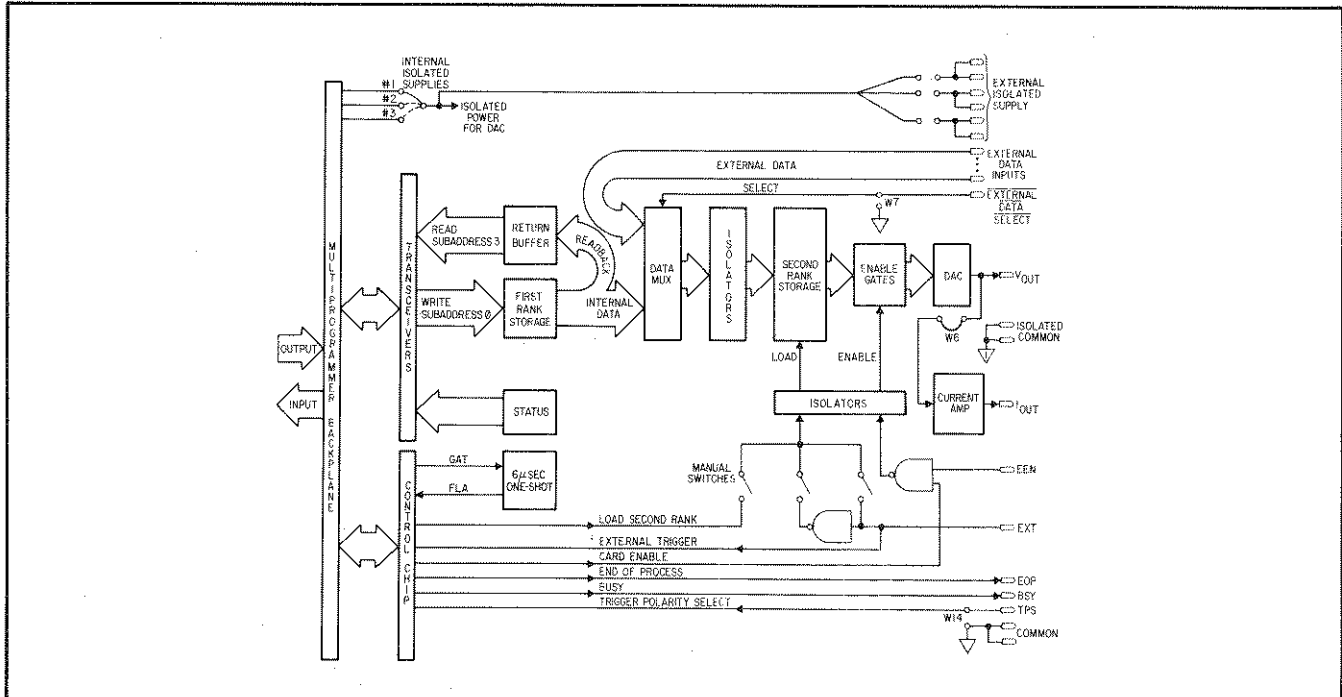 INTERNAL
ISOLATED
SUPPLIES
#1
#2
#3
ISOLATED
POWER
FOR DAC
EXTERNAL
ISOLATED
SUPPLY
EXTERNAL DATA
EXTERNAL
DATA
INPUTS
SELECT
W7
EXTERNAL
DATA
SELECT
MULTIPROGRAMMER BACKPLANE
TRANSCEIVERS
READ
SUBADDRESS 3
RETURN
BUFFER
READBACK
WRITE
SUBADDRESS 0
FIRST
RANK
STORAGE
INTERNAL
DATA
DATA
MUX
ISOLATORS
SECOND
RANK
STORAGE
ENABLE
GATES
DAC
VOUT
W6
ISOLATED
COMMON
1
OUTPUT
INPUT
LOAD
ENABLE
ISOLATORS
CURRENT
AMP
IOUT
STATUS
CONTROL CHIP
GAT
FLA
6µSEC
ONE-SHOT
MANUAL
SWITCHES
EEN
LOAD SECOND RANK
EXT
EXTERNAL TRIGGER
CARD ENABLE
END OF PROCESS
EOP
BUSY
BSY
TRIGGER POLARITY SELECT
TPS
W14
COMMON